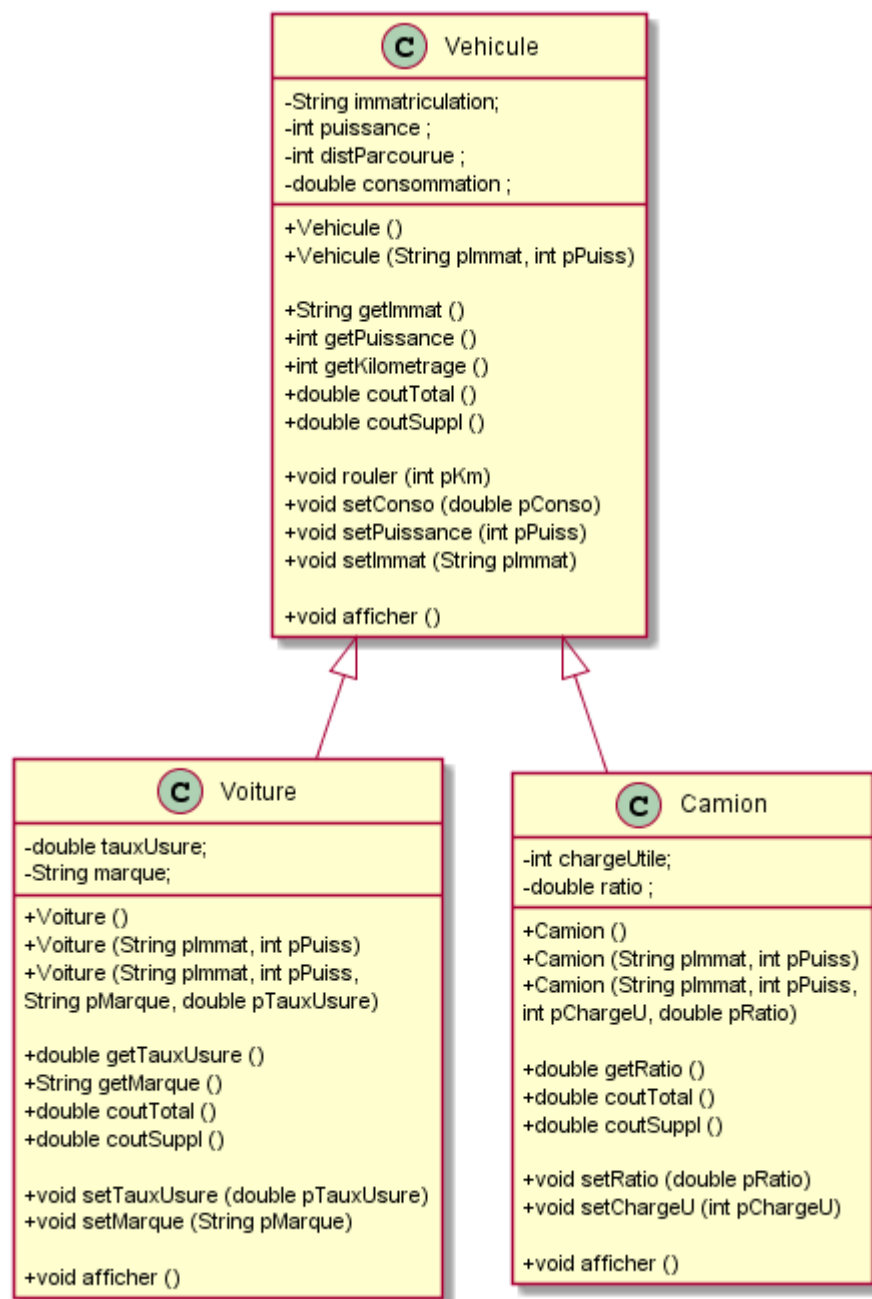 C Vehicule
-String immatriculation;
-int puissance ;
-int distParcourue ;
-double consommation ;
+Vehicule ()
+Vehicule (String pImmat, int pPuiss)
+String getImmat ()
+int getPuissance ()
+int getKilometrage ()
+double coutTotal ()
+double coutSuppl ()
+void rouler (int pKm)
+void setConso (double pConso)
+void setPuissance (int pPuiss)
+void setImmat (String pImmat)
+void afficher ()
C Voiture
-double tauxUsure;
-String marque;
+Voiture ()
+Voiture (String pImmat, int pPuiss)
+Voiture (String pImmat, int pPuiss,
String pMarque, double pTauxUsure)
+double getTauxUsure ()
+String getMarque ()
+double coutTotal ()
+double coutSuppl ()
+void setTauxUsure (double pTauxUsure)
+void setMarque (String pMarque)
+void afficher ()
C Camion
-int chargeUtile;
-double ratio ;
+Camion ()
+Camion (String pImmat, int pPuiss)
+Camion (String pImmat, int pPuiss,
int pChargeU, double pRatio)
+double getRatio ()
+double coutTotal ()
+double coutSuppl ()
+void setRatio (double pRatio)
+void setChargeU (int pChargeU)
+void afficher ()